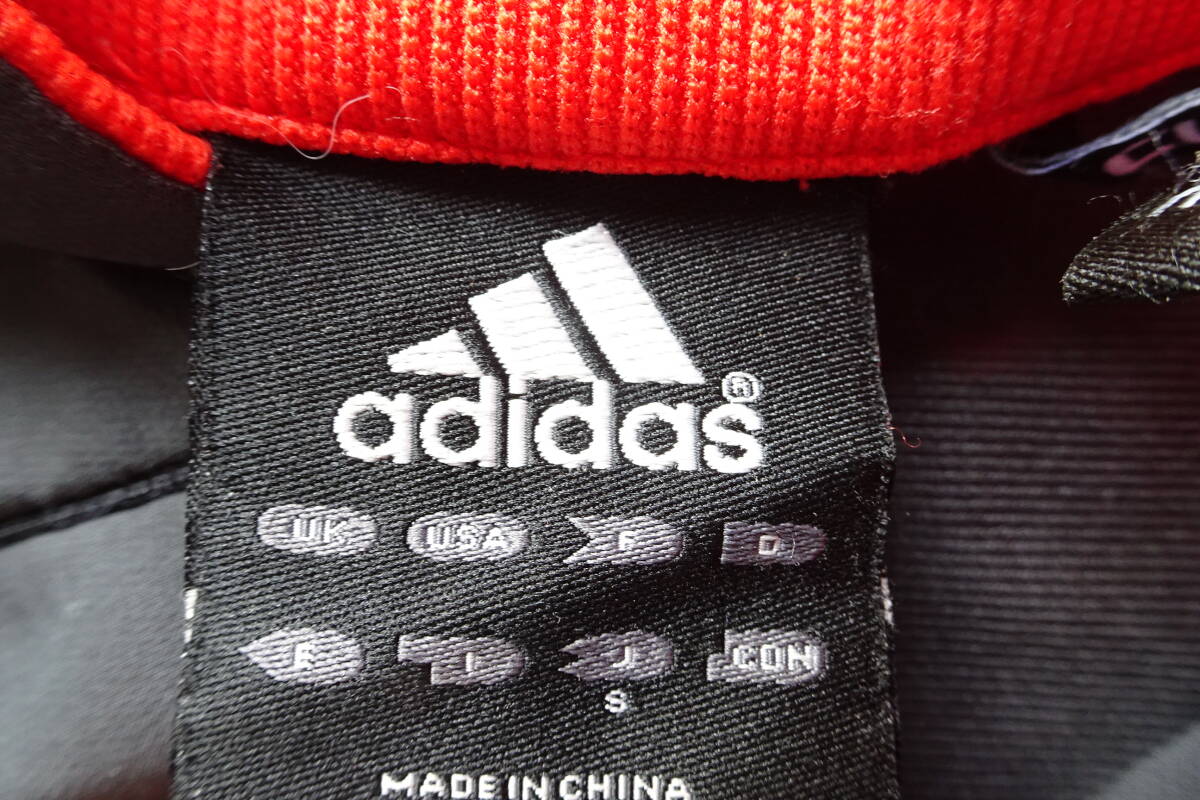 adidas®
UK USA F D
E I J CON
S
MADE IN CHINA